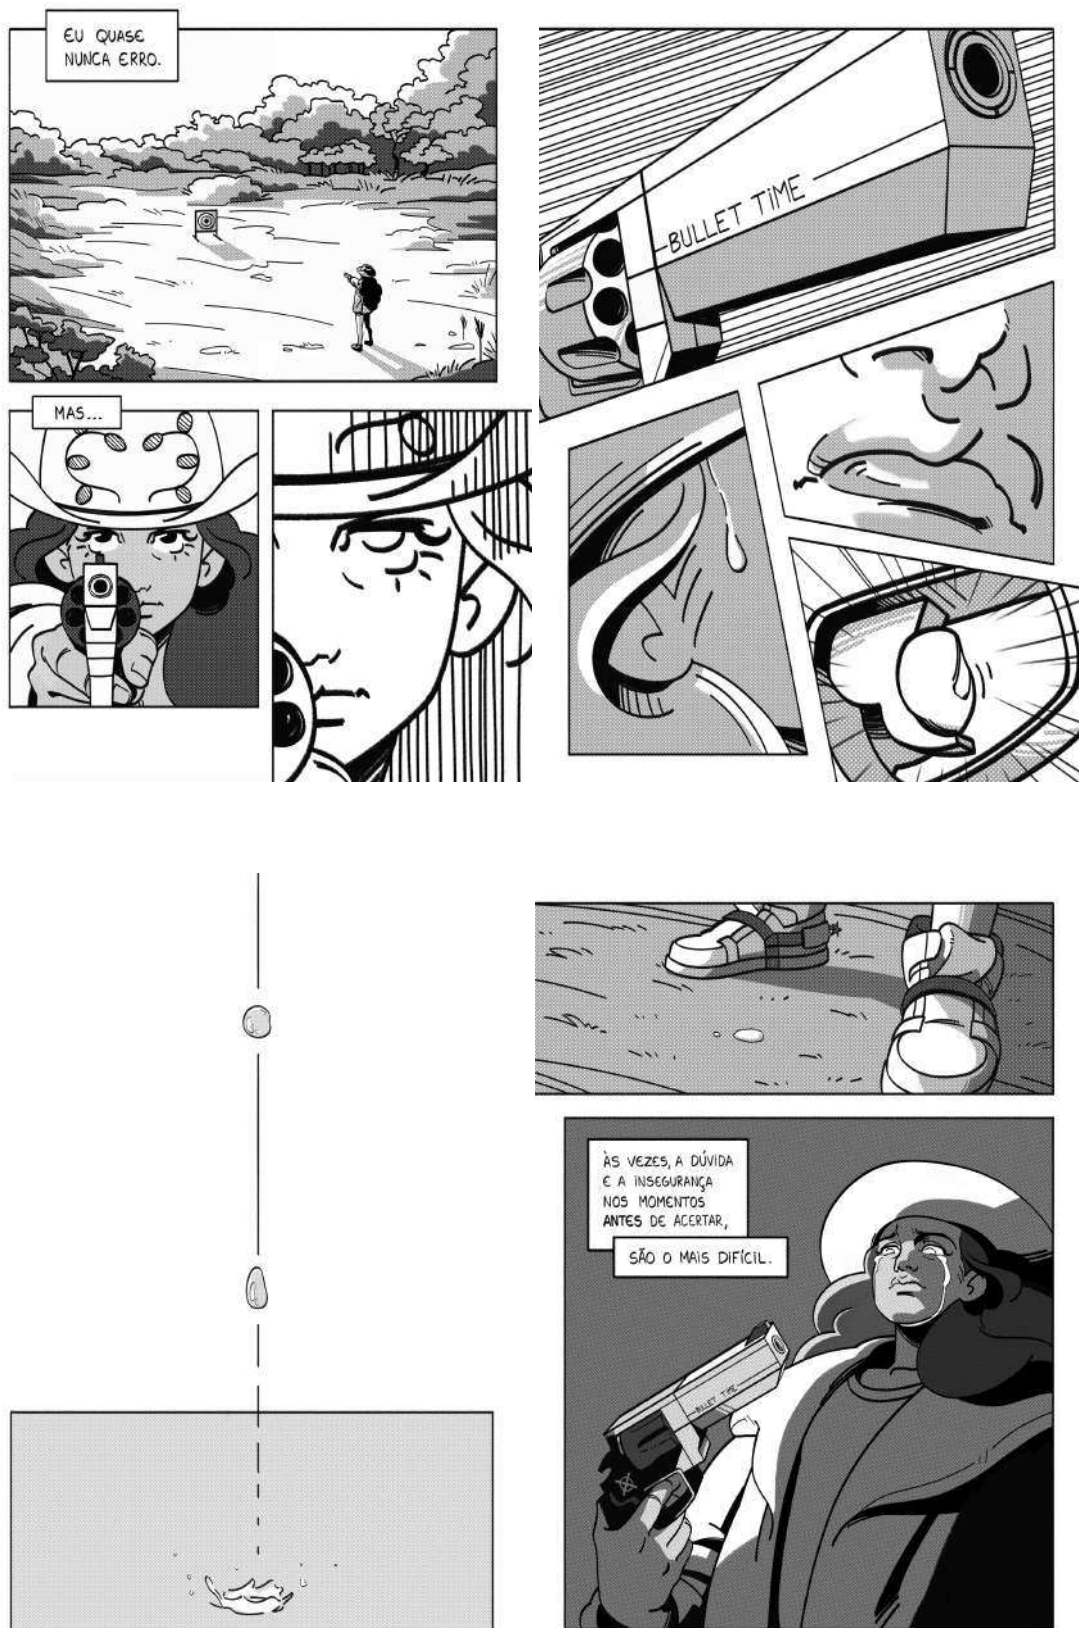 EU QUASE
NUNCA ERRO.
MAS...
BULLET TIME
ÀS VEZES, A DÚVIDA
E A INSEGURANÇA
NOS MOMENTOS
ANTES DE ACERTAR,
SÃO O MAIS DIFÍCIL.
BULLET TIME